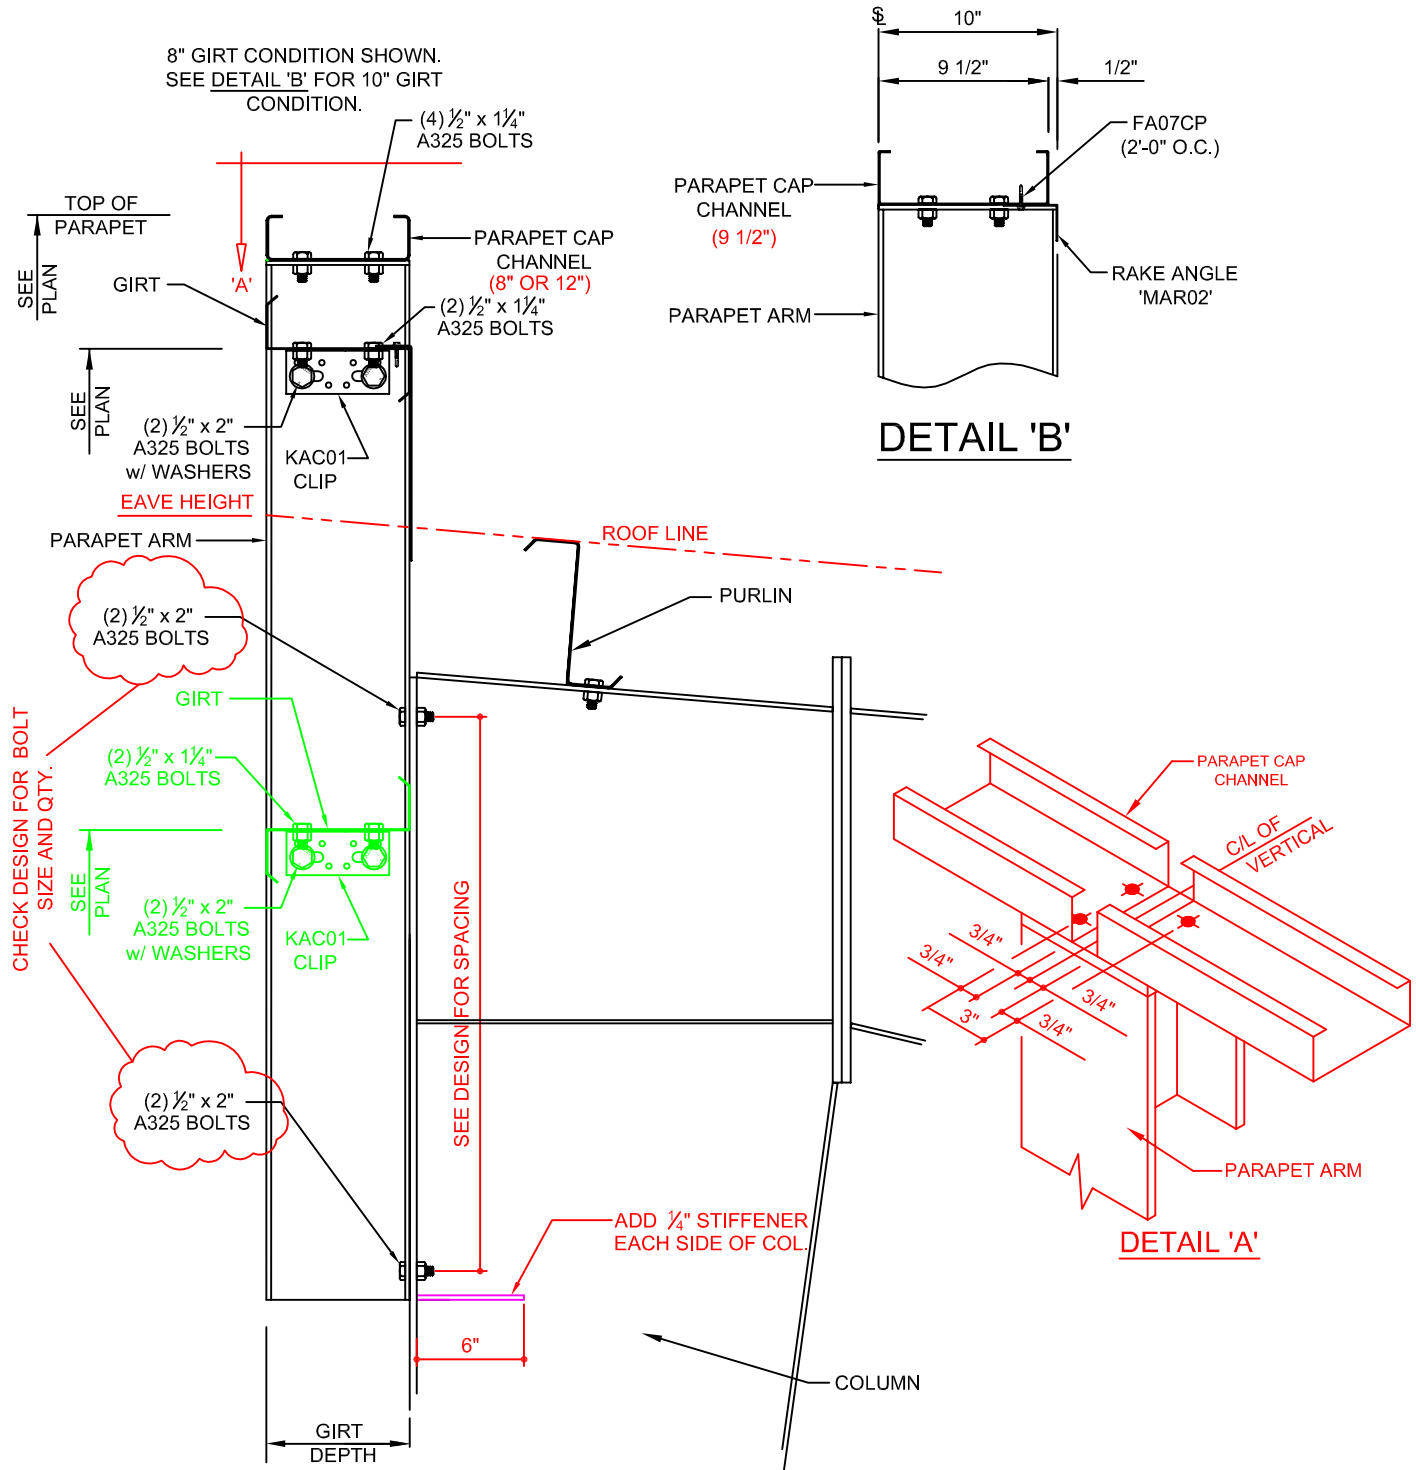 8" GIRT CONDITION SHOWN.
SEE DETAIL 'B' FOR 10" GIRT
CONDITION.
(4) ½" x 1¼"
A325 BOLTS
TOP OF
PARAPET
SEE
PLAN
'A'
GIRT
PARAPET CAP
CHANNEL
(8" OR 12")
(2) ½" x 1¼"
A325 BOLTS
SEE
PLAN
(2) ½" x 2"
A325 BOLTS
w/ WASHERS
KAC01
CLIP
EAVE HEIGHT
ROOF LINE
PARAPET ARM
PURLIN
(2) ½" x 2"
A325 BOLTS
GIRT
(2) ½" x 1¼"
A325 BOLTS
CHECK DESIGN FOR BOLT
SIZE AND QTY.
SEE
PLAN
(2) ½" x 2"
A325 BOLTS
w/ WASHERS
KAC01
CLIP
SEE DESIGN FOR SPACING
(2) ½" x 2"
A325 BOLTS
ADD ¼" STIFFENER
EACH SIDE OF COL.
6"
COLUMN
GIRT
DEPTH
℄
10"
9 1/2"
1/2"
FA07CP
(2'-0" O.C.)
PARAPET CAP
CHANNEL
(9 1/2")
RAKE ANGLE
'MAR02'
PARAPET ARM
DETAIL 'B'
PARAPET CAP
CHANNEL
C/L OF
VERTICAL
3/4"
3/4"
3/4"
3"
3/4"
PARAPET ARM
DETAIL 'A'